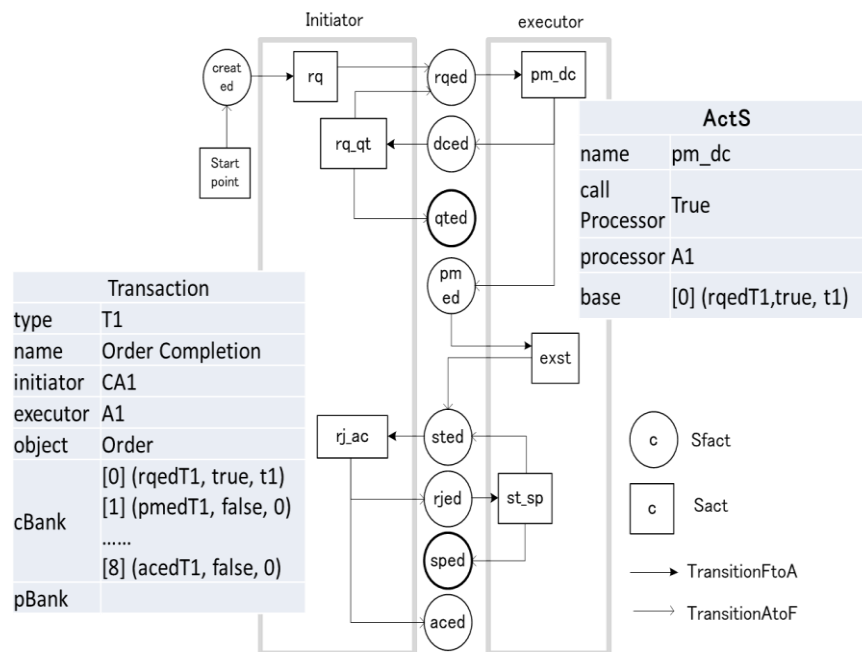 Initiator
executor
creat
ed
rq
rqed
pm_dc
rq_qt
dced
Start
point
qted
pm
ed
exst
rj_ac
sted
rjed
st_sp
sped
aced
ActS
name pm_dc
call
Processor True
processor A1
base [0] (rqedT1,true, t1)
Transaction
type T1
name Order Completion
initiator CA1
executor A1
object Order
cBank [0] (rqedT1, true, t1)
[1] (pmedT1, false, 0)
......
[8] (acedT1, false, 0)
pBank
c Sfact
c Sact
TransitionFtoA
TransitionAtoF